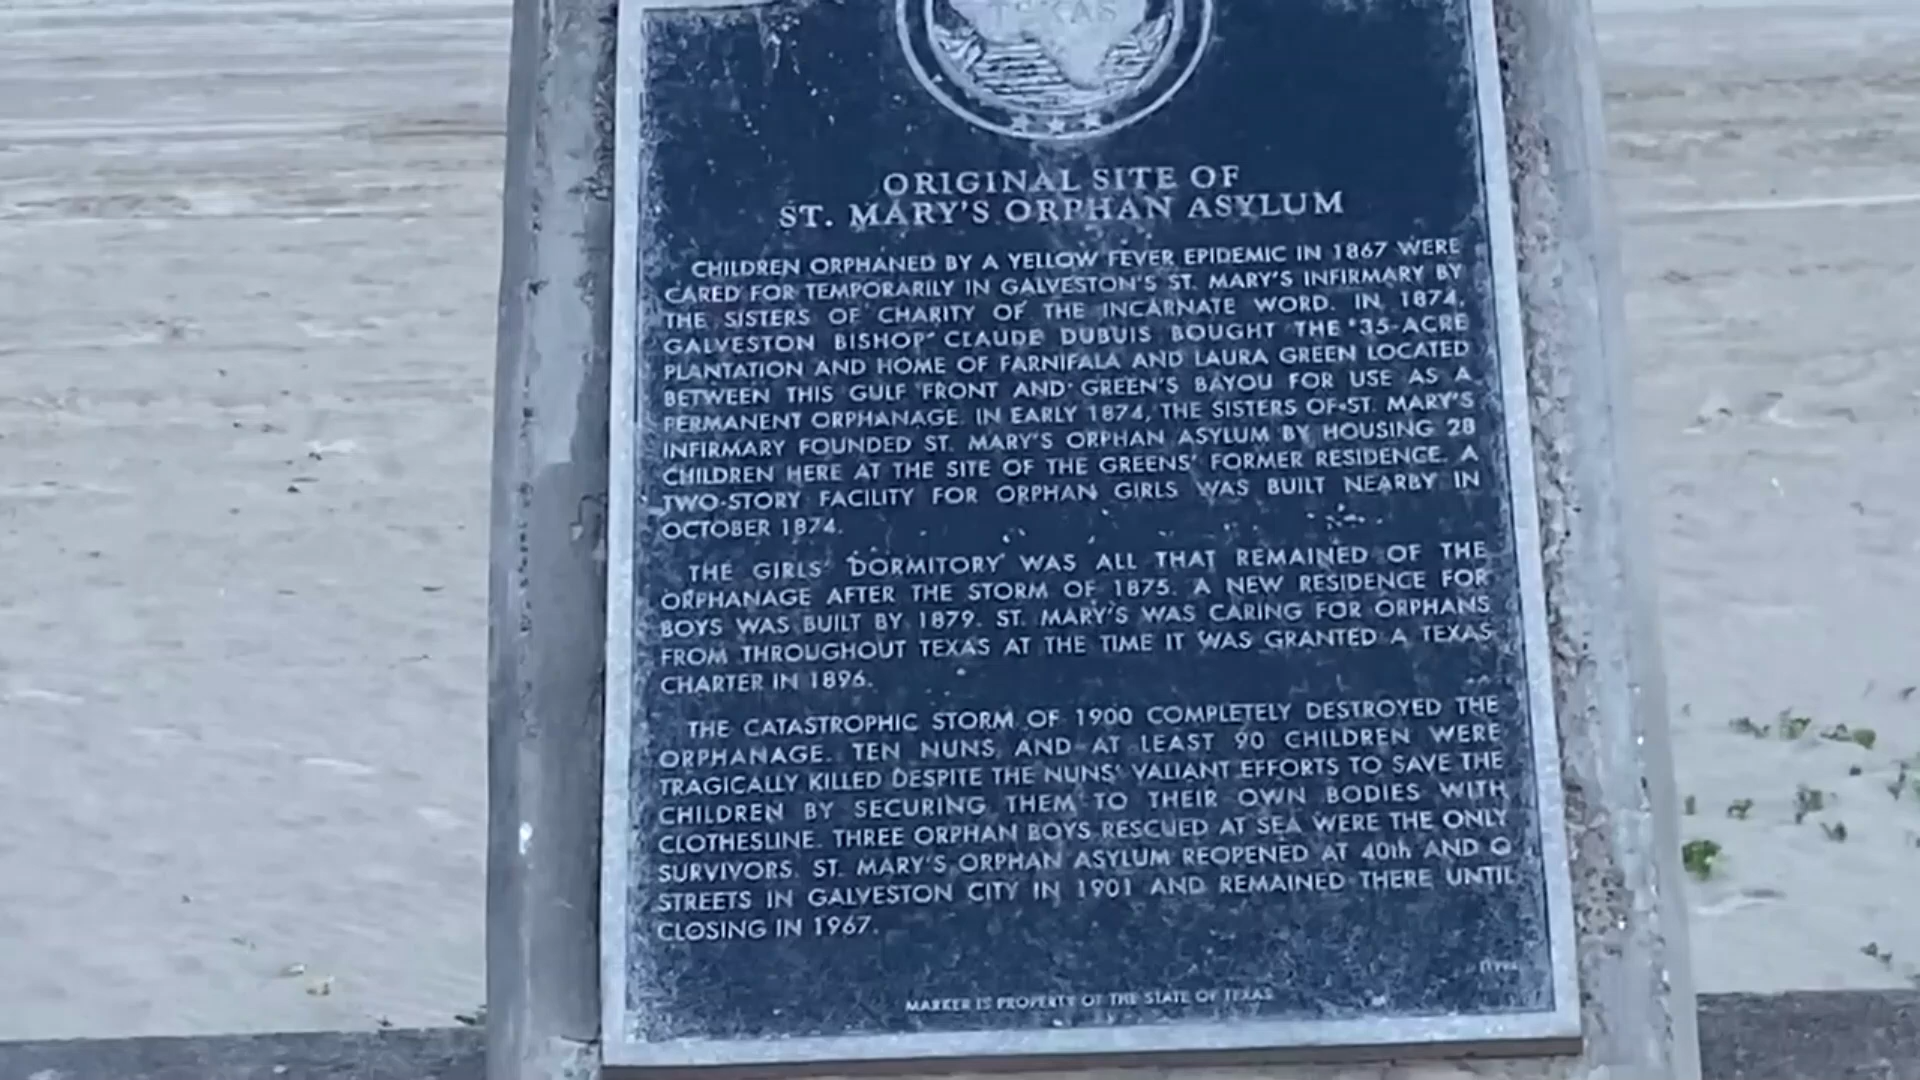 TEXAS
ORIGINAL SITE OF
ST. MARY'S ORPHAN ASYLUM
CHILDREN ORPHANED BY A YELLOW FEVER EPIDEMIC IN 1867 WERE
CARED FOR TEMPORARILY IN GALVESTON'S ST. MARY'S INFIRMARY BY
THE SISTERS OF CHARITY OF THE INCARNATE WORD. IN 1874,
GALVESTON BISHOP CLAUDE DUBUIS BOUGHT THE 35-ACRE
PLANTATION AND HOME OF FARNIFALA AND LAURA GREEN LOCATED
BETWEEN THIS GULF FRONT AND GREEN'S BAYOU FOR USE AS A
PERMANENT ORPHANAGE. IN EARLY 1874, THE SISTERS OF ST. MARY'S
INFIRMARY FOUNDED ST. MARY'S ORPHAN ASYLUM BY HOUSING 28
CHILDREN HERE AT THE SITE OF THE GREENS' FORMER RESIDENCE. A
TWO-STORY FACILITY FOR ORPHAN GIRLS WAS BUILT NEARBY IN
OCTOBER 1874.
THE GIRLS' DORMITORY WAS ALL THAT REMAINED OF THE
ORPHANAGE AFTER THE STORM OF 1875. A NEW RESIDENCE FOR
BOYS WAS BUILT BY 1879. ST. MARY'S WAS CARING FOR ORPHANS
FROM THROUGHOUT TEXAS AT THE TIME IT WAS GRANTED A TEXAS
CHARTER IN 1896.
THE CATASTROPHIC STORM OF 1900 COMPLETELY DESTROYED THE
ORPHANAGE. TEN NUNS AND AT LEAST 90 CHILDREN WERE
TRAGICALLY KILLED DESPITE THE NUNS' VALIANT EFFORTS TO SAVE THE
CHILDREN BY SECURING THEM TO THEIR OWN BODIES WITH
CLOTHESLINE. THREE ORPHAN BOYS RESCUED AT SEA WERE THE ONLY
SURVIVORS. ST. MARY'S ORPHAN ASYLUM REOPENED AT 40th AND Q
STREETS IN GALVESTON CITY IN 1901 AND REMAINED THERE UNTIL
CLOSING IN 1967.
MARKER IS PROPERTY OF THE STATE OF TEXAS